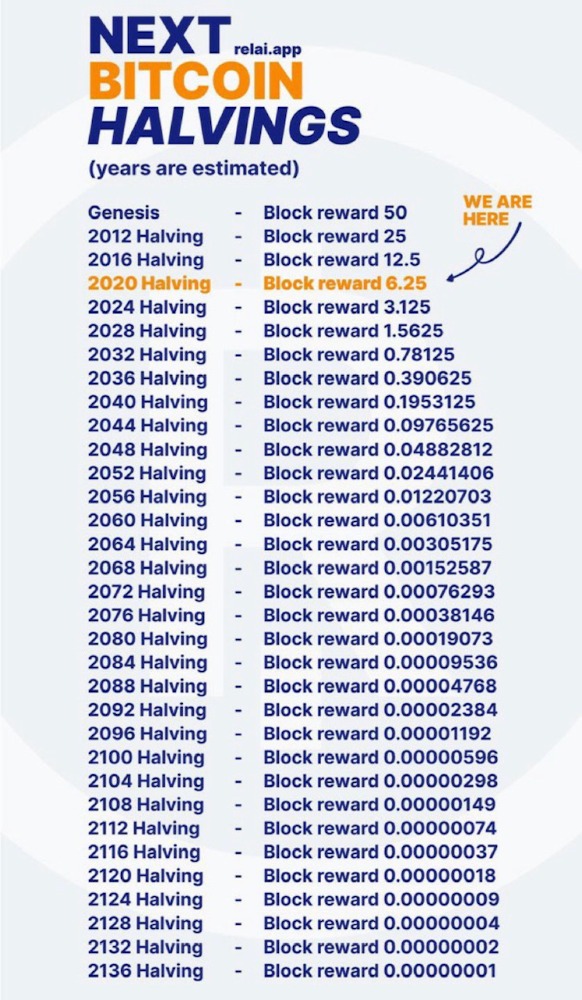 NEXT relai.app
BITCOIN
HALVINGS
(years are estimated)
WE ARE
HERE
Genesis - Block reward 50
2012 Halving - Block reward 25
2016 Halving - Block reward 12.5
2020 Halving - Block reward 6.25
2024 Halving - Block reward 3.125
2028 Halving - Block reward 1.5625
2032 Halving - Block reward 0.78125
2036 Halving - Block reward 0.390625
2040 Halving - Block reward 0.1953125
2044 Halving - Block reward 0.09765625
2048 Halving - Block reward 0.04882812
2052 Halving - Block reward 0.02441406
2056 Halving - Block reward 0.01220703
2060 Halving - Block reward 0.00610351
2064 Halving - Block reward 0.00305175
2068 Halving - Block reward 0.00152587
2072 Halving - Block reward 0.00076293
2076 Halving - Block reward 0.00038146
2080 Halving - Block reward 0.00019073
2084 Halving - Block reward 0.00009536
2088 Halving - Block reward 0.00004768
2092 Halving - Block reward 0.00002384
2096 Halving - Block reward 0.00001192
2100 Halving - Block reward 0.00000596
2104 Halving - Block reward 0.00000298
2108 Halving - Block reward 0.00000149
2112 Halving - Block reward 0.00000074
2116 Halving - Block reward 0.00000037
2120 Halving - Block reward 0.00000018
2124 Halving - Block reward 0.00000009
2128 Halving - Block reward 0.00000004
2132 Halving - Block reward 0.00000002
2136 Halving - Block reward 0.00000001